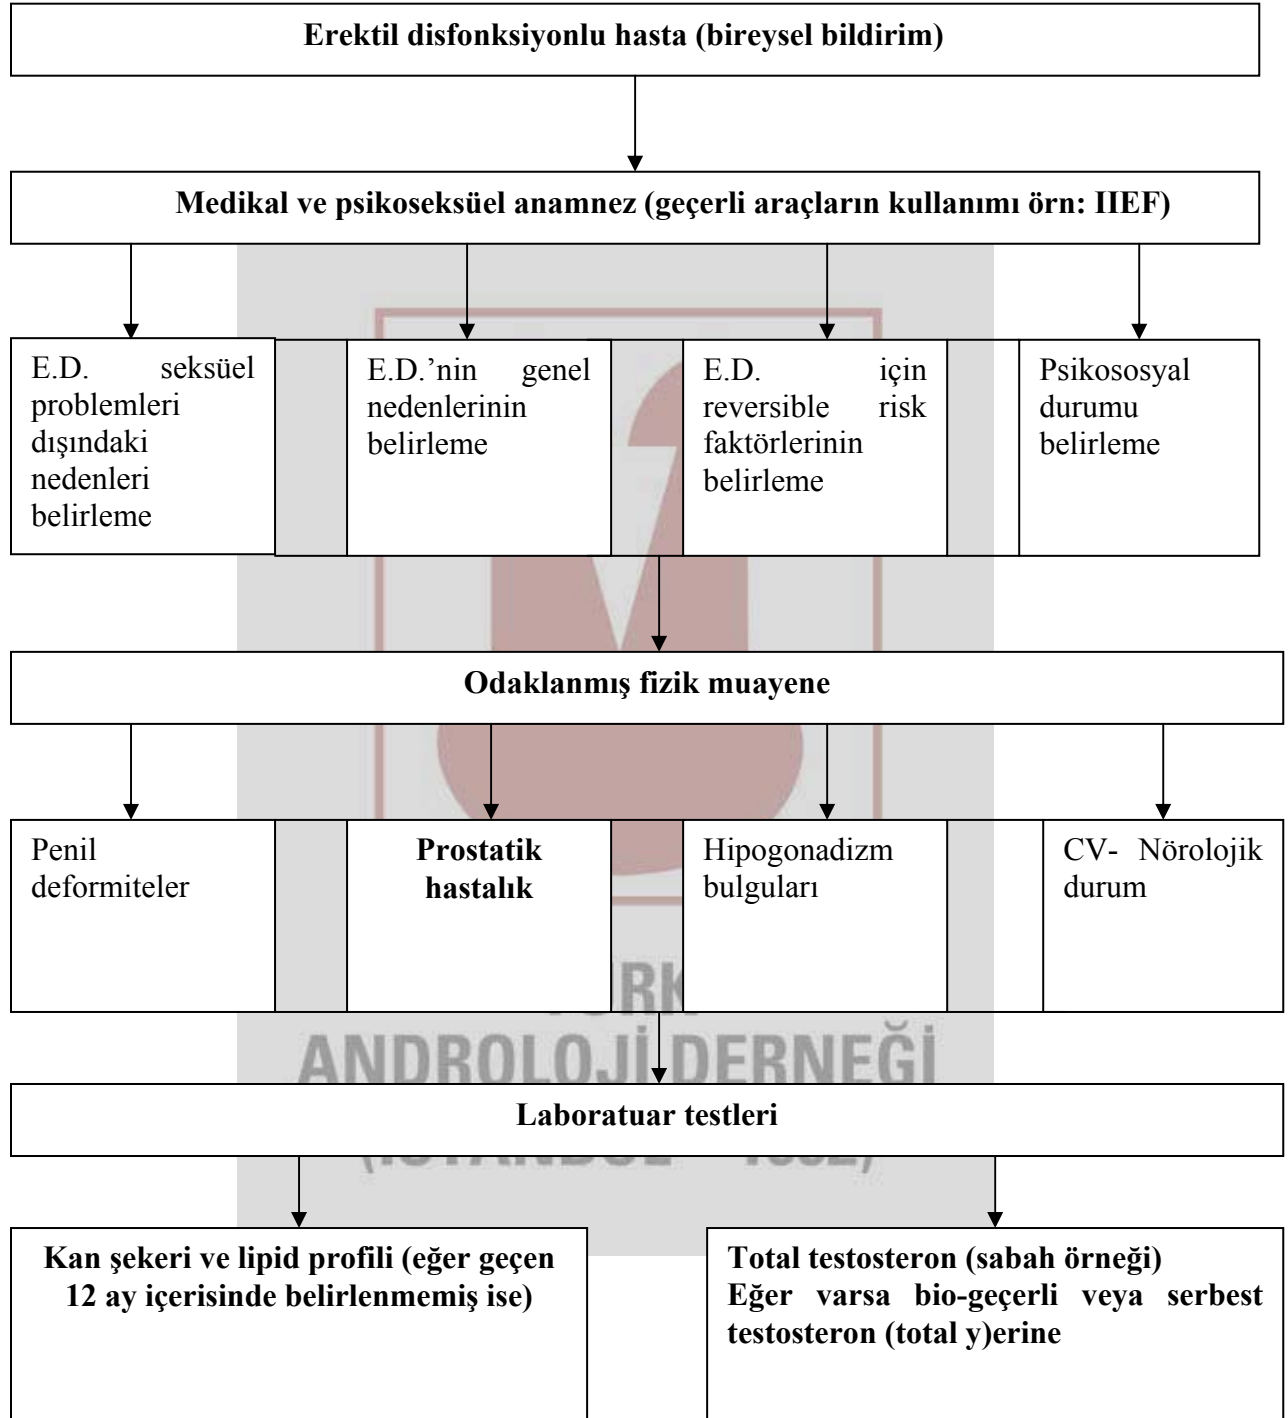 Erektil disfonksiyonlu hasta (bireysel bildirim)
Medikal ve psikoseksüel anamnez (geçerli araçların kullanımı örn: IIEF)
E.D. seksüel
problemleri
dışındaki
nedenleri
belirleme
E.D.’nin genel
nedenlerinin
belirleme
E.D. için
reversible risk
faktörlerinin
belirleme
Psikososyal
durumu
belirleme
Odaklanmış fizik muayene
Penil
deformiteler
Prostatik
hastalık
Hipogonadizm
bulguları
CV- Nörolojik
durum
ANDROLOJİ DERNEĞİ
Laboratuar testleri
Kan şekeri ve lipid profili (eğer geçen
12 ay içerisinde belirlenmemiş ise)
Total testosteron (sabah örneği)
Eğer varsa bio-geçerli veya serbest
testosteron (total y)erine